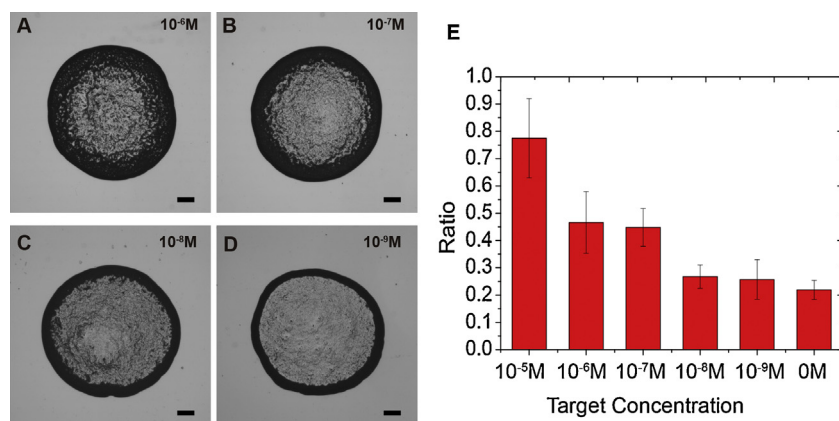 A
10⁻⁶M
B
10⁻⁷M
C
10⁻⁸M
D
10⁻⁹M
E
1.0
0.9
0.8
0.7
0.6
0.5
0.4
0.3
0.2
0.1
0.0
Ratio
10⁻⁵M 10⁻⁶M 10⁻⁷M 10⁻⁸M 10⁻⁹M 0M
Target Concentration